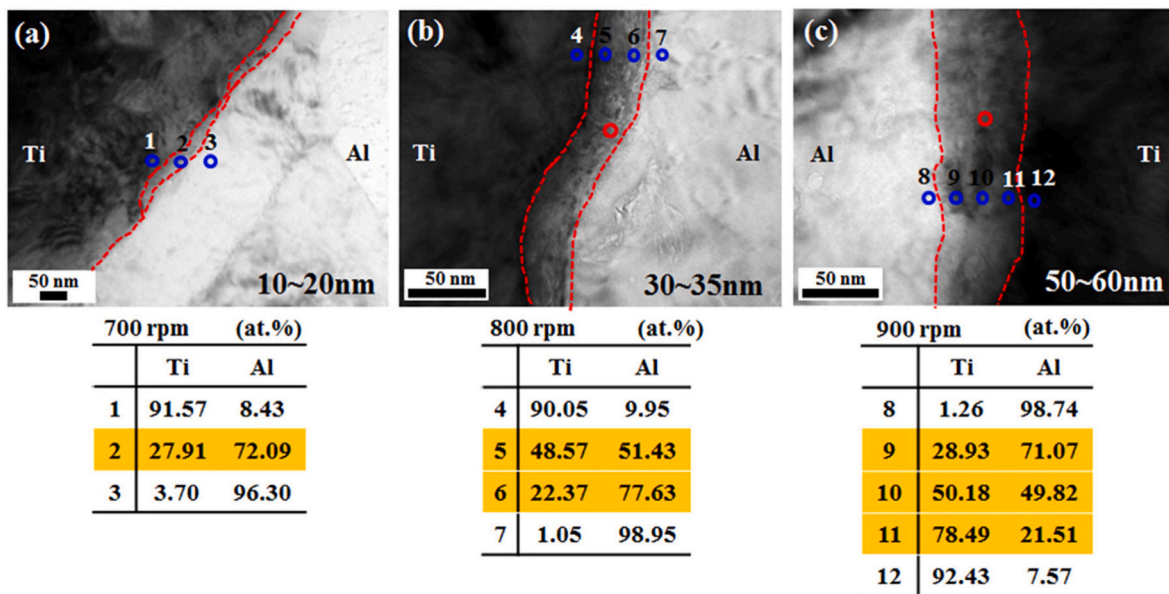 (a)
1 2 3
Ti
Al
50 nm
10~20nm
(b)
4 5 6 7
Ti
Al
50 nm
30~35nm
(c)
Al
Ti
8 9 10 11 12
50 nm
50~60nm
700 rpm (at.%)
Ti Al
1 91.57 8.43
2 27.91 72.09
3 3.70 96.30
800 rpm (at.%)
Ti Al
4 90.05 9.95
5 48.57 51.43
6 22.37 77.63
7 1.05 98.95
900 rpm (at.%)
Ti Al
8 1.26 98.74
9 28.93 71.07
10 50.18 49.82
11 78.49 21.51
12 92.43 7.57